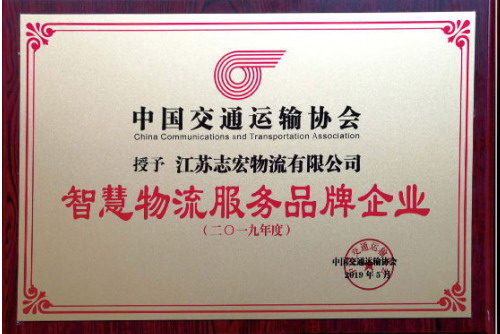 中国交通运输协会
China Communications and Transportation Association
授予 江苏志宏物流有限公司
智慧物流服务品牌企业
(二〇一九年度)
中国交通运输协会
2019年5月